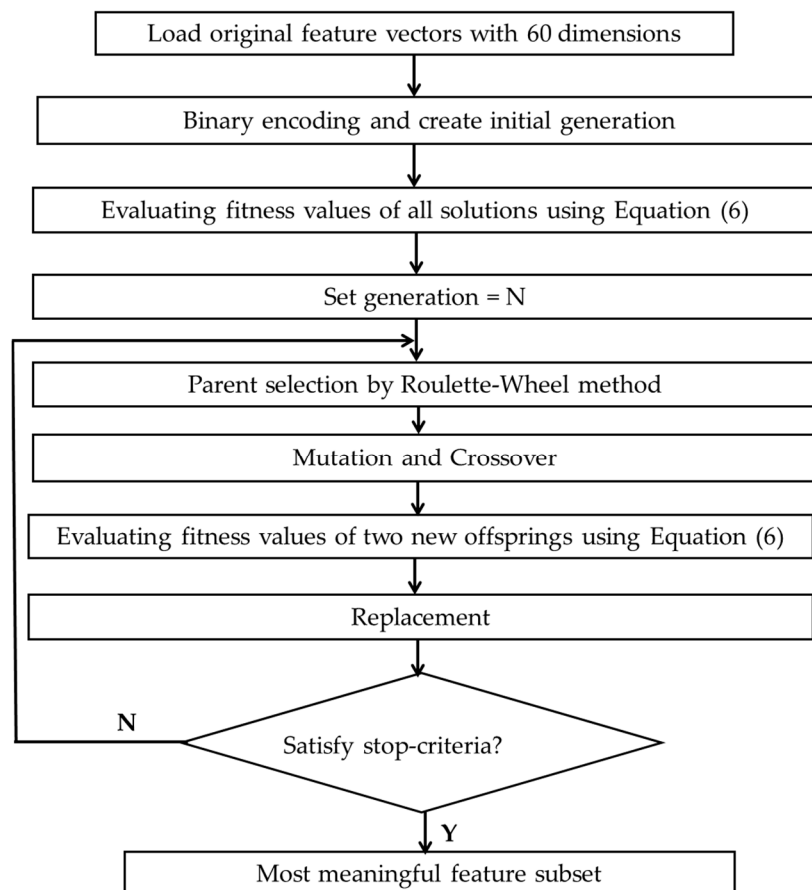 Load original feature vectors with 60 dimensions
Binary encoding and create initial generation
Evaluating fitness values of all solutions using Equation (6)
Set generation = N
Parent selection by Roulette-Wheel method
Mutation and Crossover
Evaluating fitness values of two new offsprings using Equation (6)
Replacement
N
Satisfy stop-criteria?
Y
Most meaningful feature subset